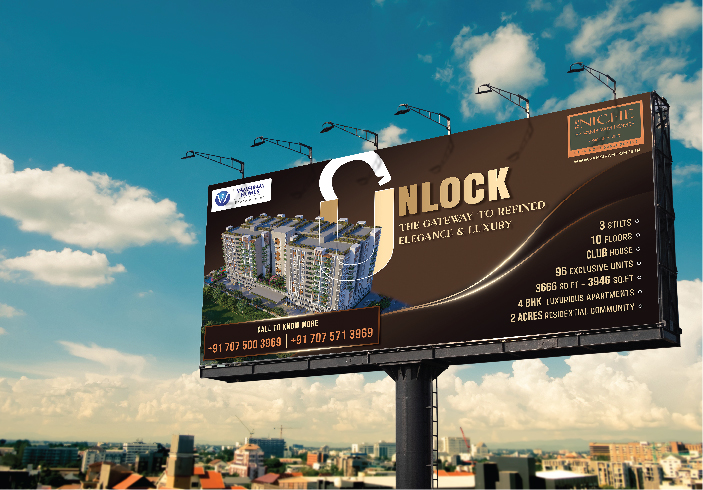 NICHE
UNLOCK
THE GATEWAY TO REFINED
ELEGANCE & LUXURY
3 STILTS
10 FLOORS
CLUB HOUSE
96 EXCLUSIVE UNITS
3666 SQ.FT - 3946 SQ.FT
4 BHK LUXURIOUS APARTMENTS
2 ACRES RESIDENTIAL COMMUNITY
CALL TO KNOW MORE
+91 707 500 3969 | +91 707 571 3969